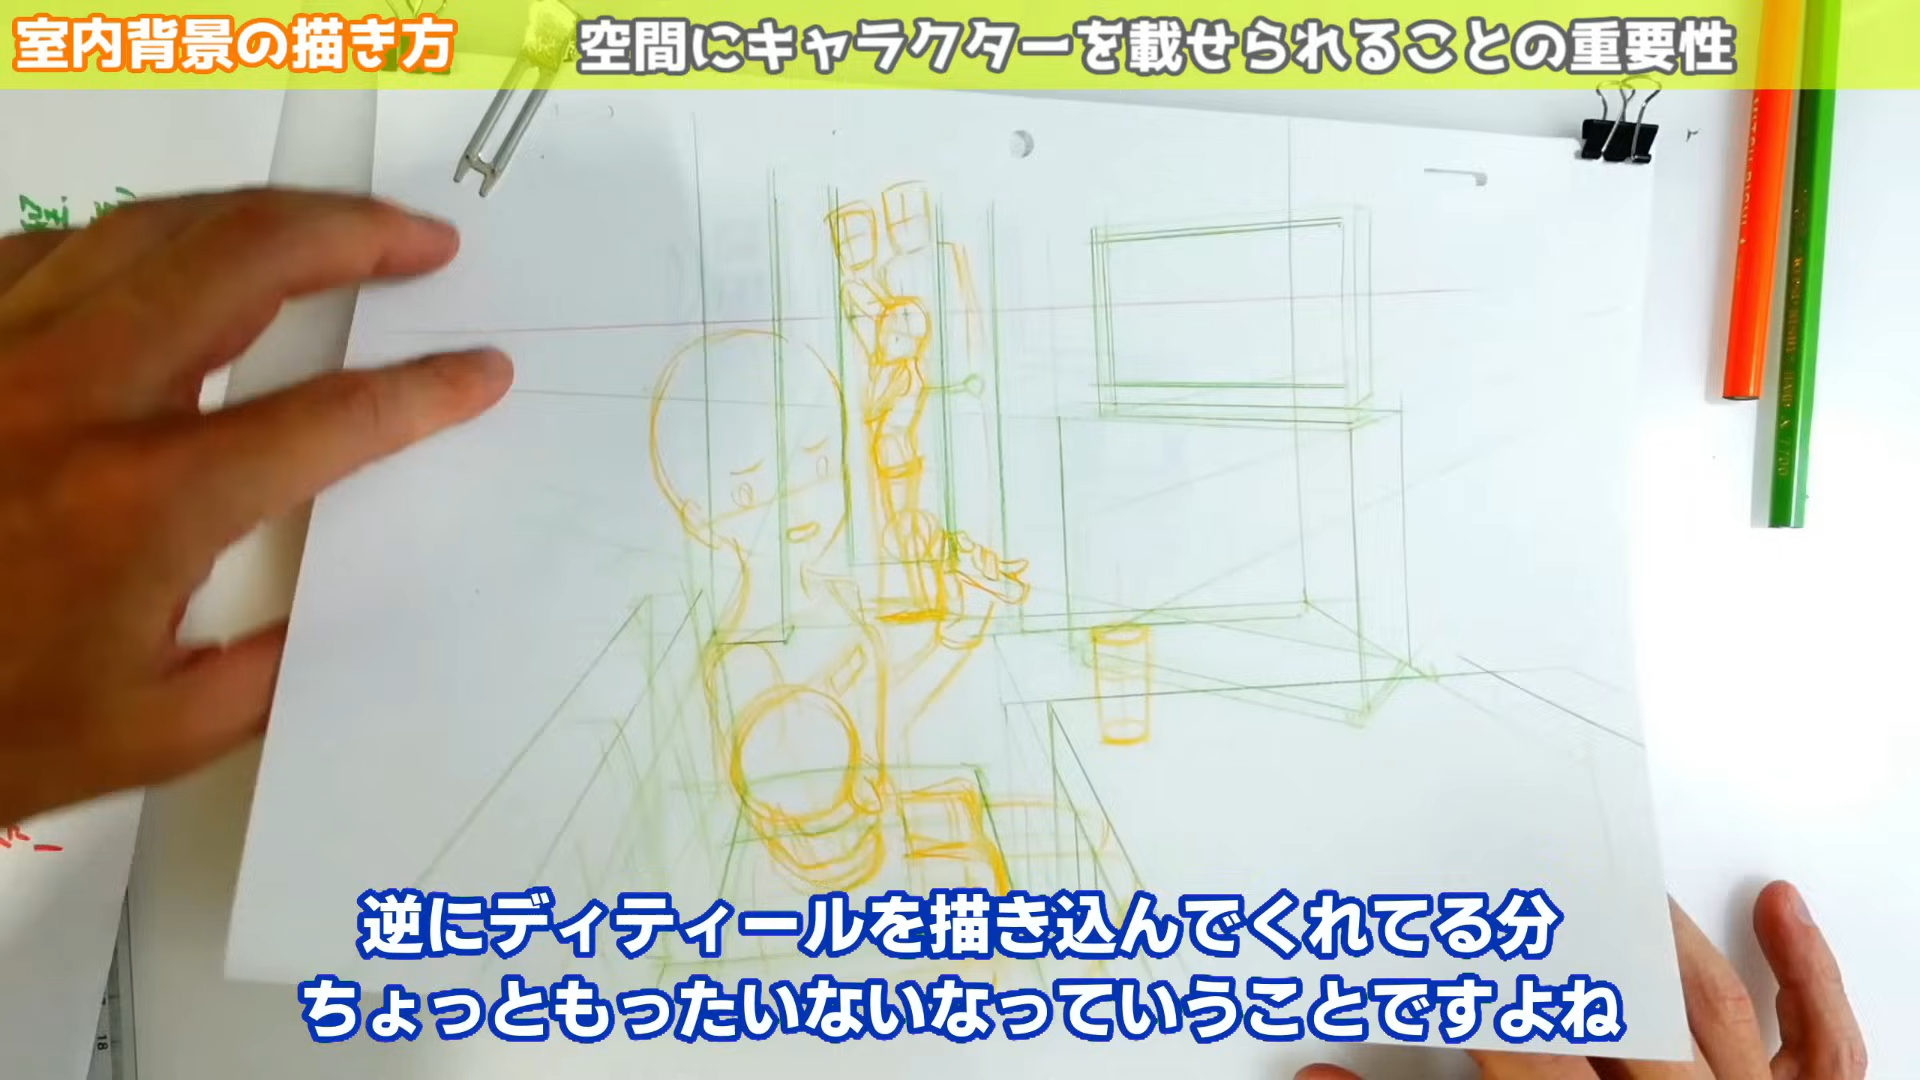 室内背景の描き方
空間にキャラクターを載せられることの重要性
逆にディティールを描き込んでくれてる分
ちょっともったいないなっていうことですよね
18